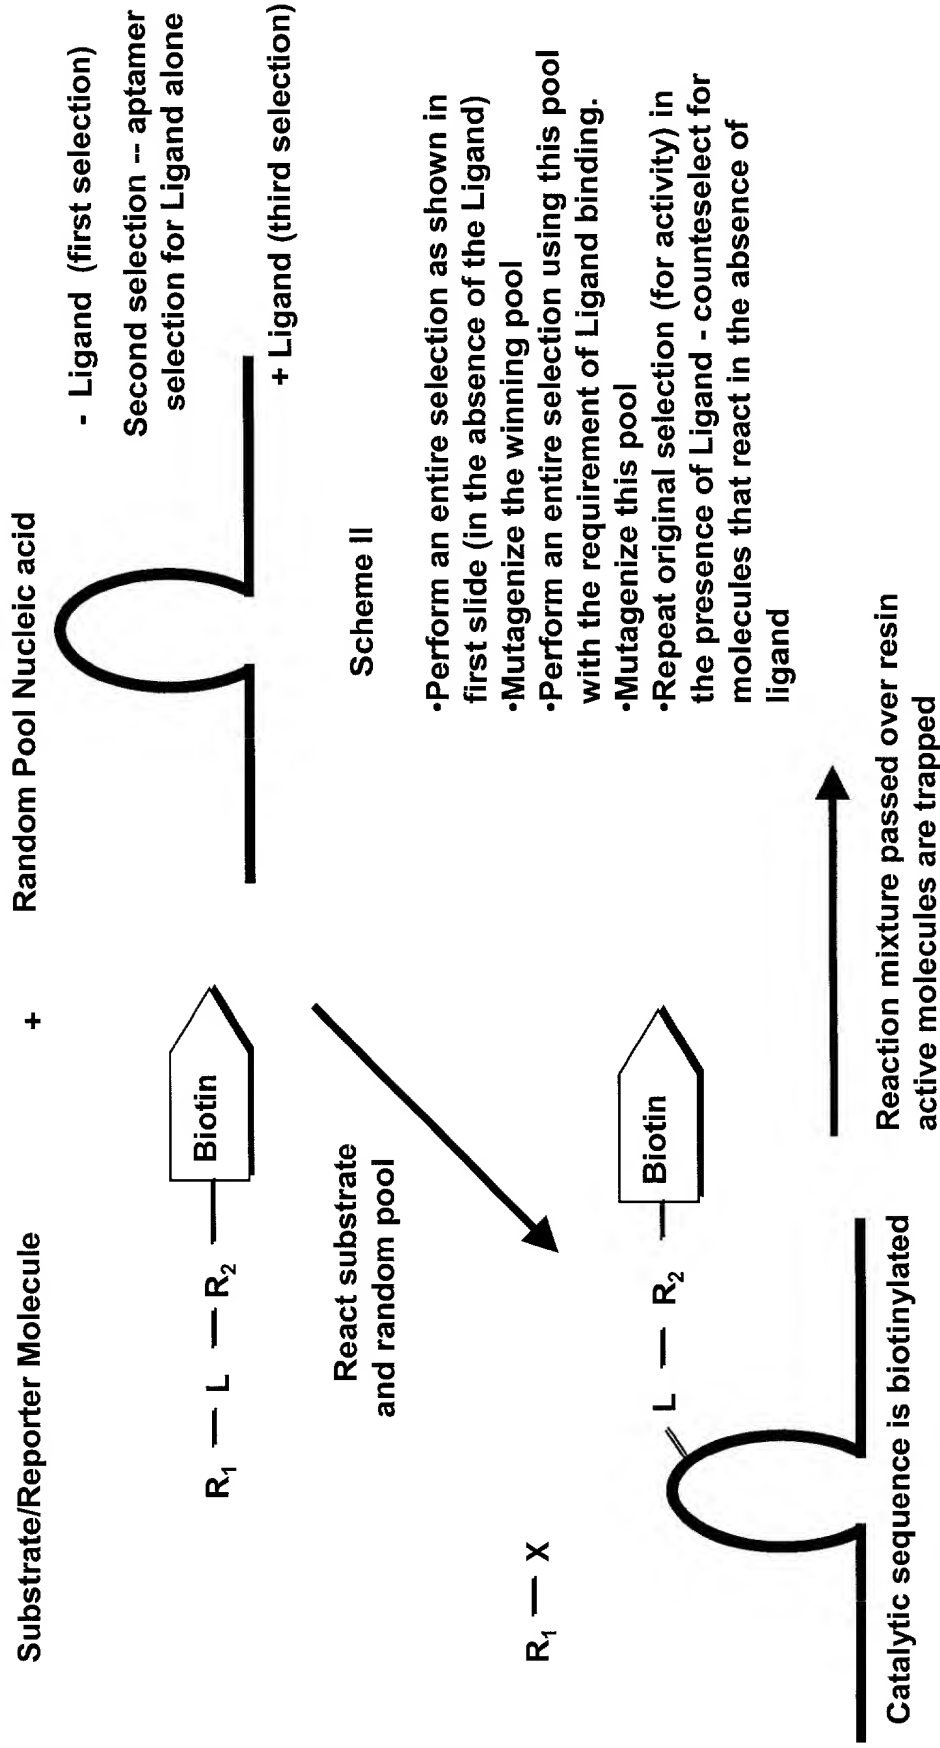 Substrate/Reporter Molecule + Random Pool Nucleic acid
- Ligand (first selection)
Second selection -- aptamer
selection for Ligand alone
+ Ligand (third selection)
R₁ — L — R₂ — Biotin
React substrate
and random pool
Scheme II
•Perform an entire selection as shown in
first slide (in the absence of the Ligand)
•Mutagenize the winning pool
•Perform an entire selection using this pool
with the requirement of Ligand binding.
•Mutagenize this pool
•Repeat original selection (for activity) in
the presence of Ligand - counteselect for
molecules that react in the absence of
ligand
R₁ — X
L — R₂ — Biotin
Catalytic sequence is biotinylated
Reaction mixture passed over resin
active molecules are trapped